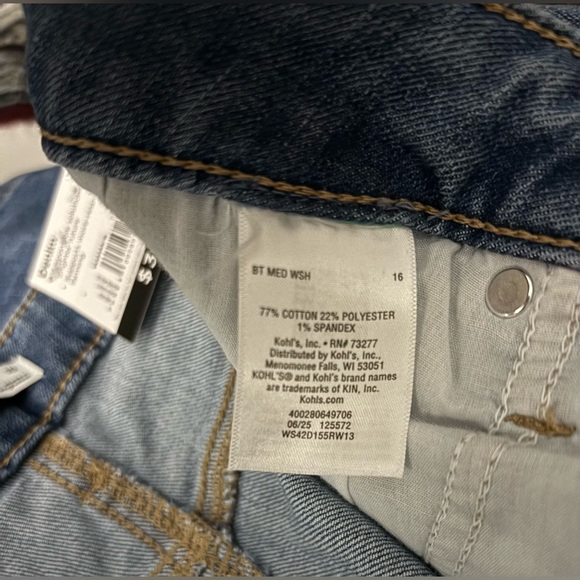 BT MED WSH 16
77% COTTON 22% POLYESTER
1% SPANDEX
Kohl's, Inc. • RN# 73277
Distributed by Kohl's, Inc.,
Menomonee Falls, WI 53051
KOHL'S® and Kohl's brand names
are trademarks of KIN, Inc.
Kohls.com
400280649706
06/25 125572
WS42D155RW13